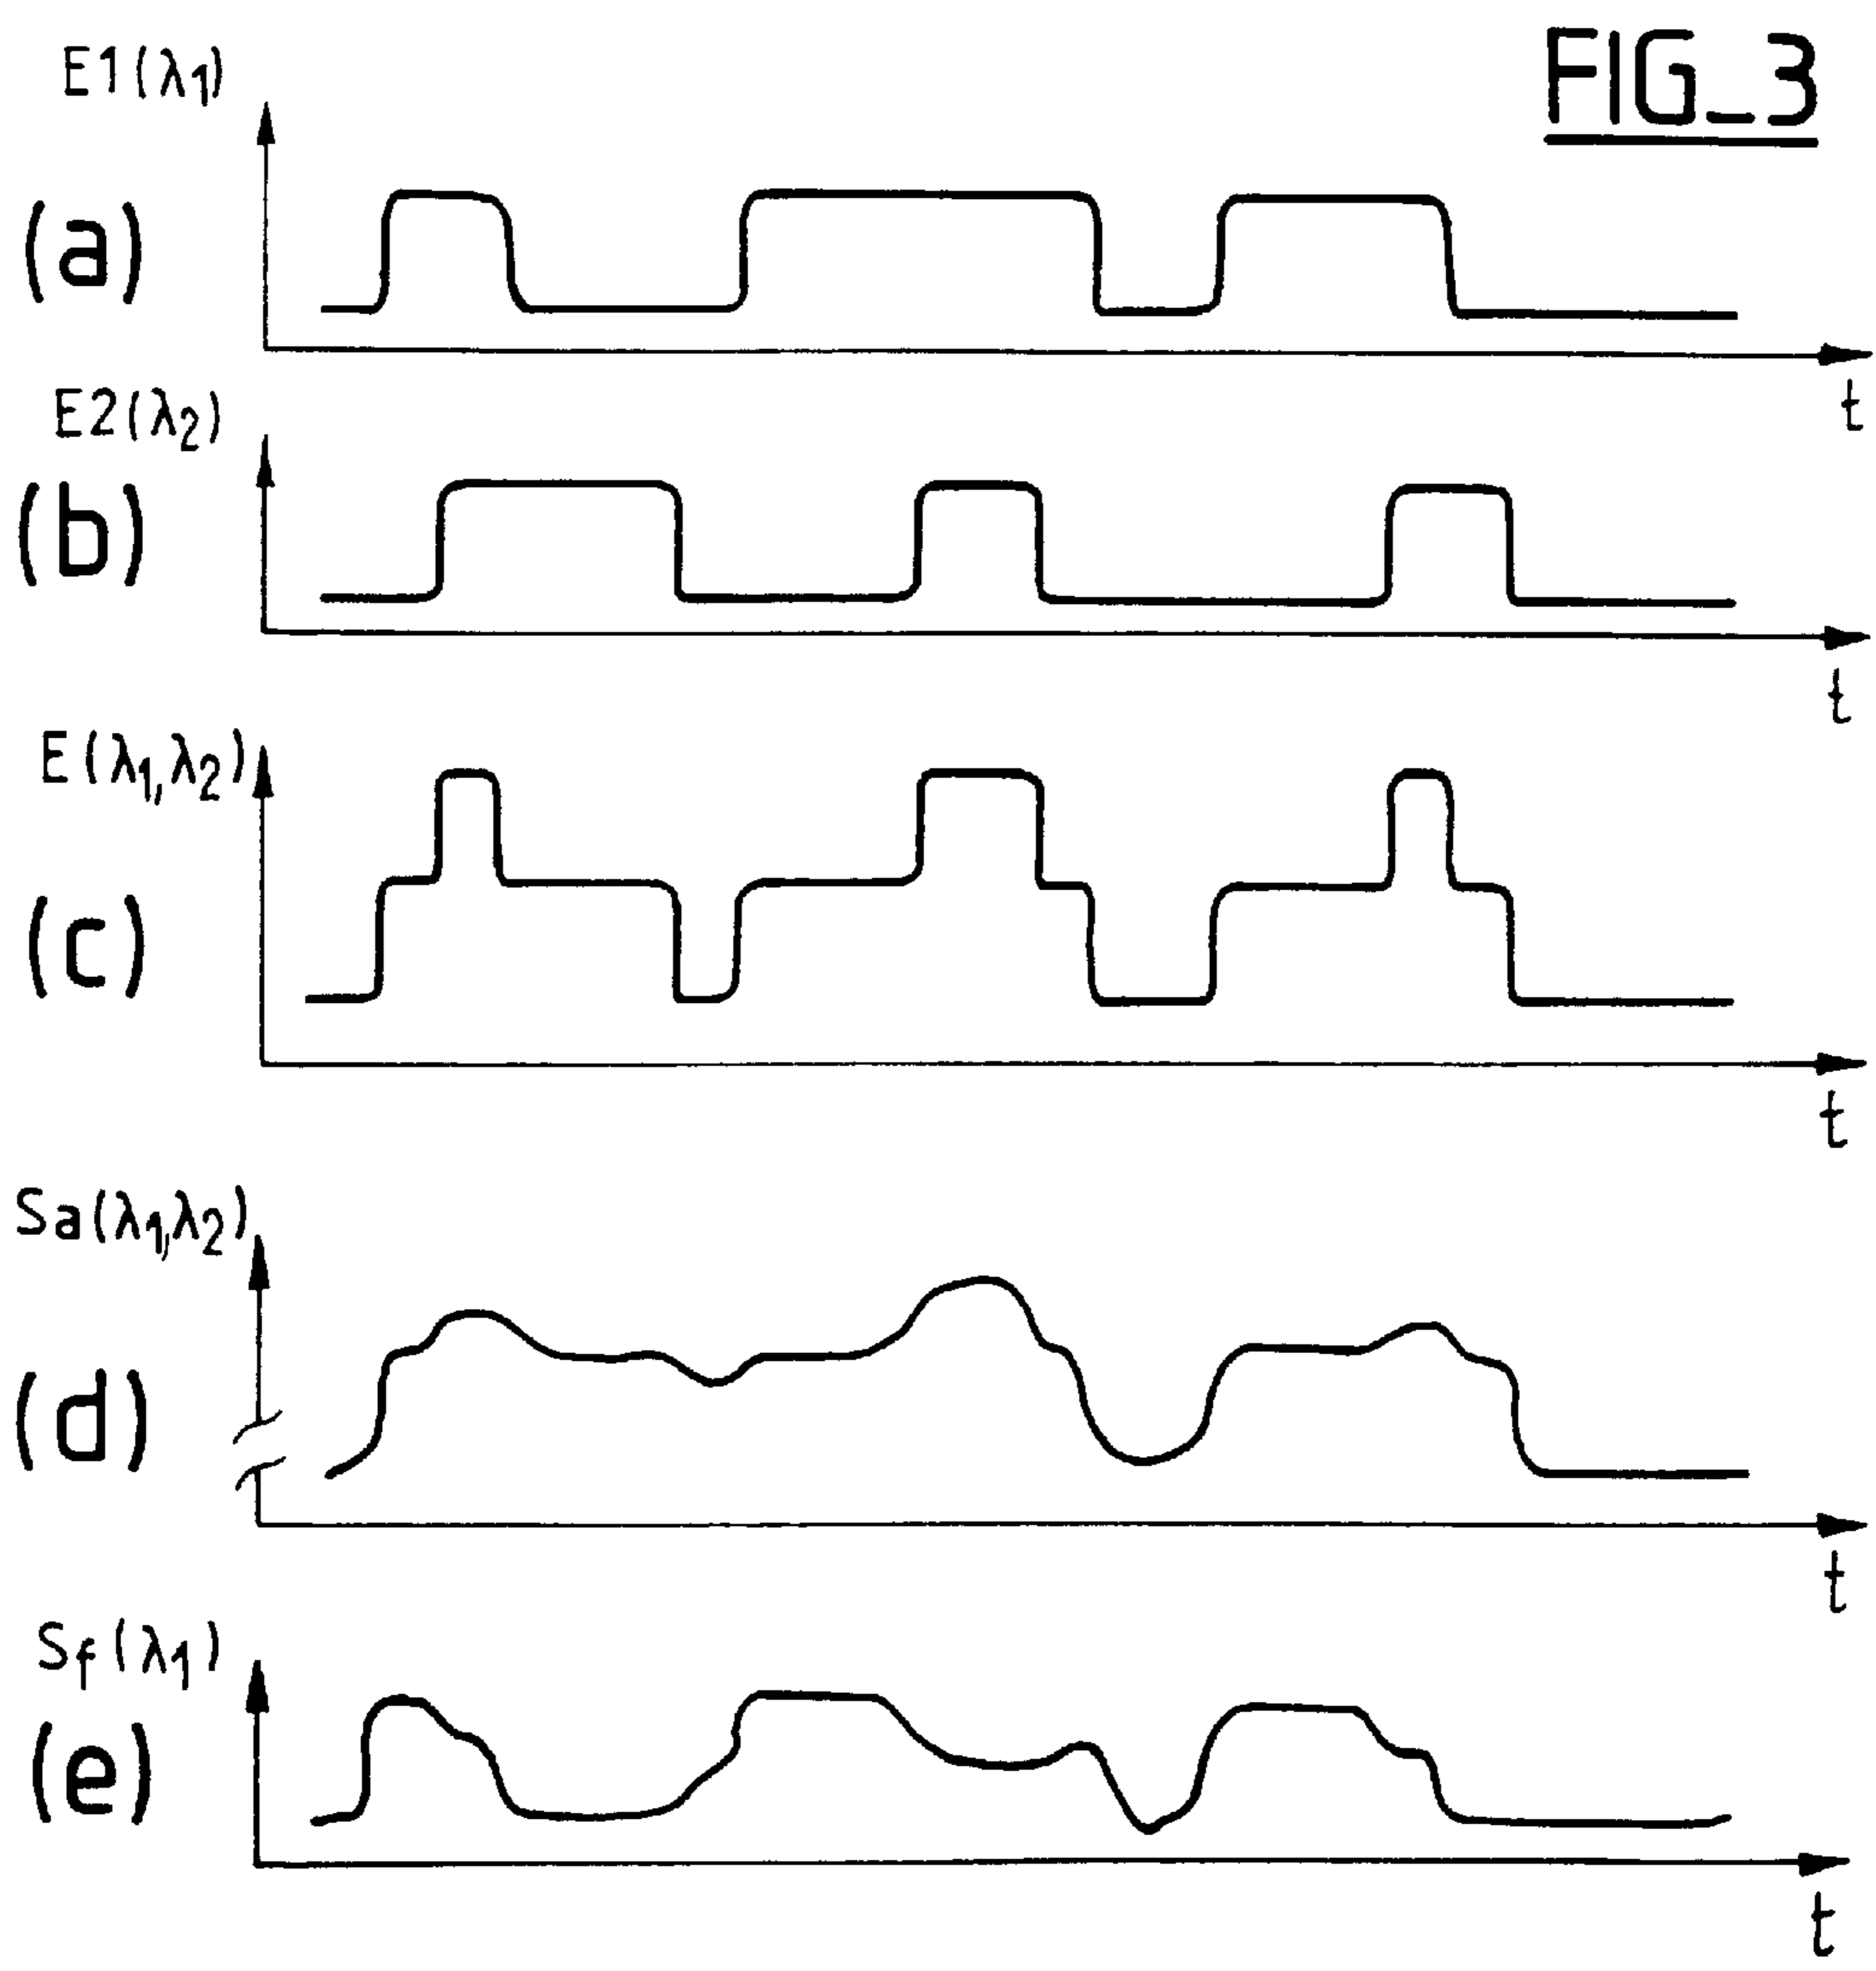 FIG_3
E1(λ1)
(a)
t
E2(λ2)
(b)
t
E(λ1,λ2)
(c)
t
Sa(λ1,λ2)
(d)
t
Sf(λ1)
(e)
t